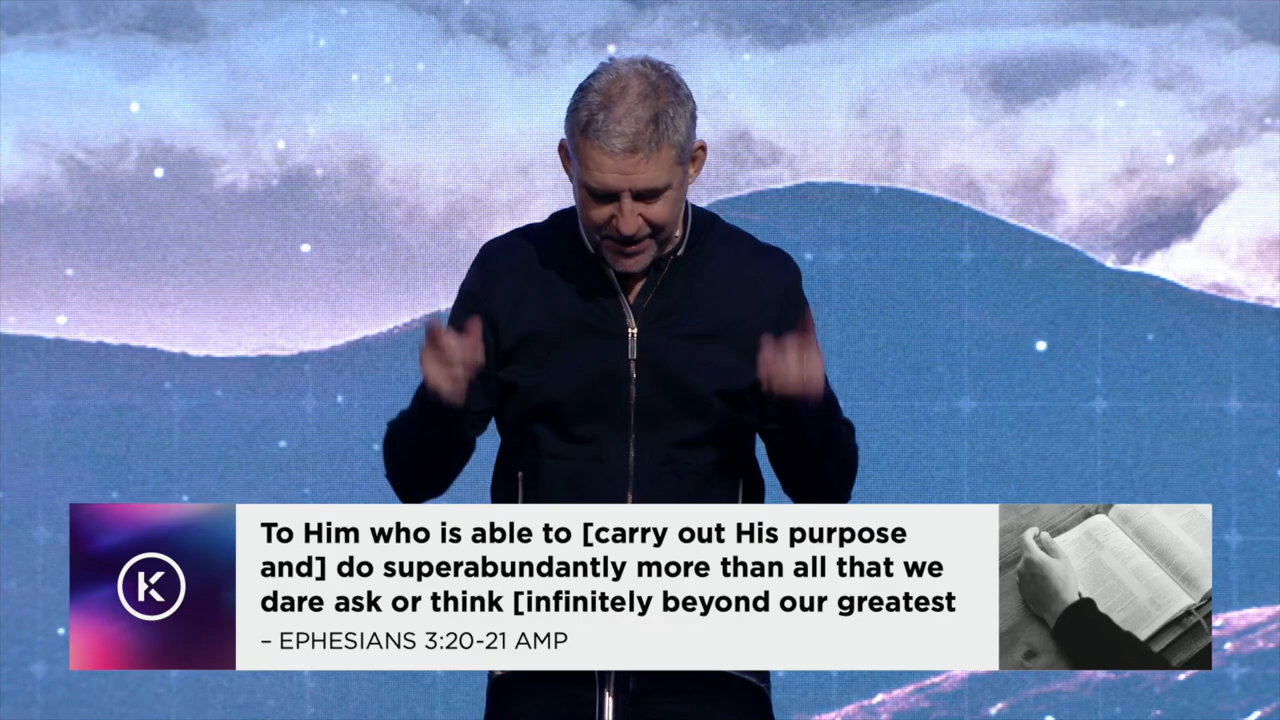 K
To Him who is able to [carry out His purpose
and] do superabundantly more than all that we
dare ask or think [infinitely beyond our greatest
– EPHESIANS 3:20-21 AMP